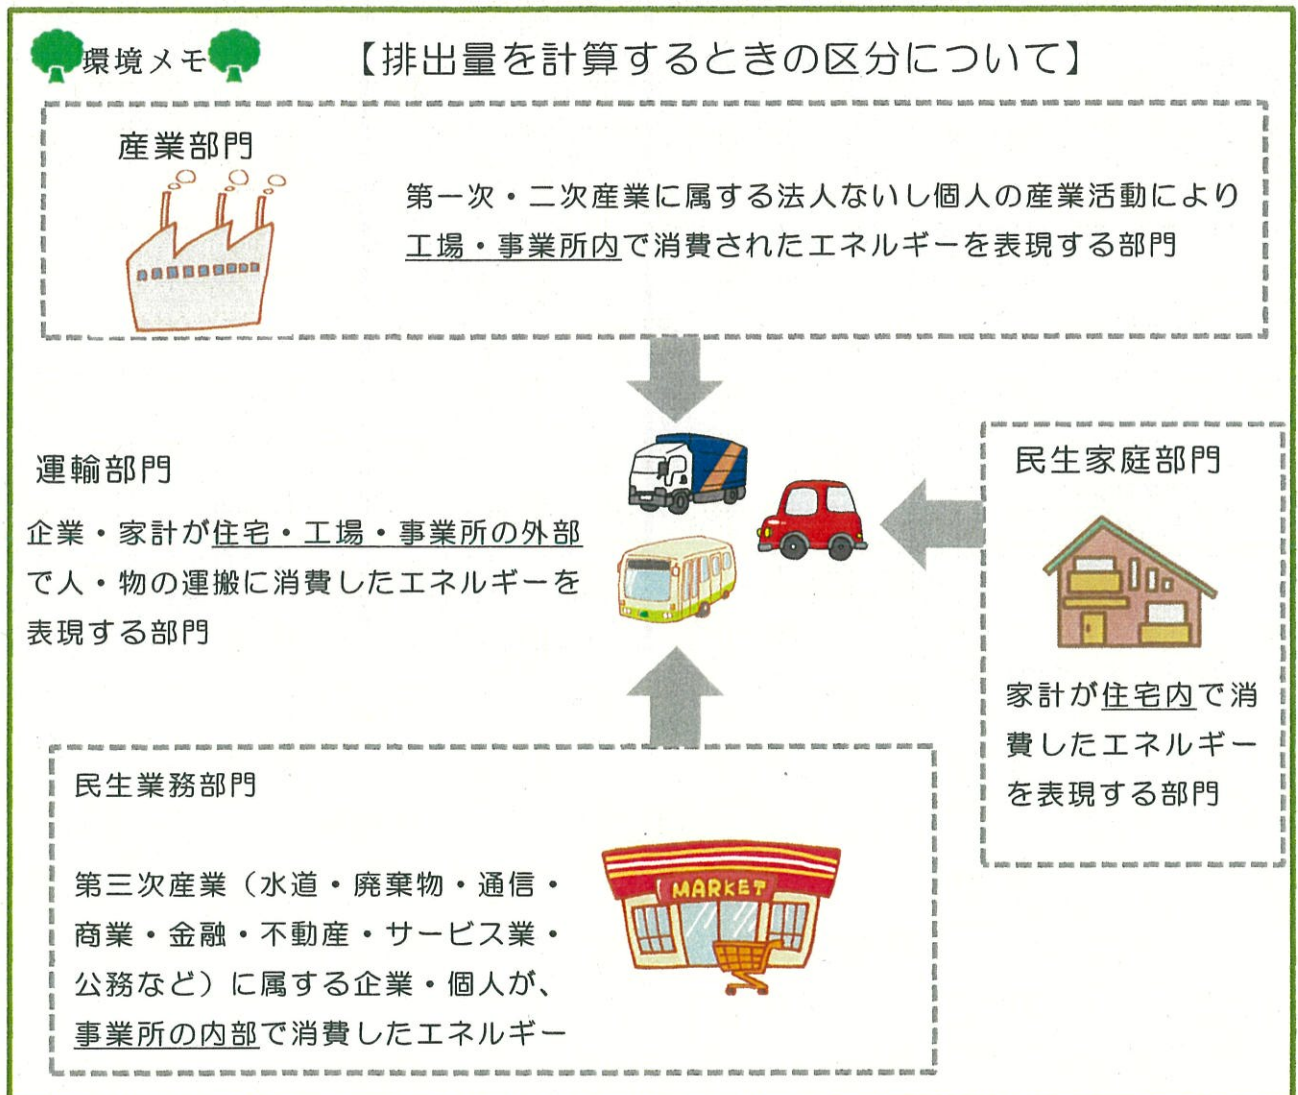 環境メモ
【排出量を計算するときの区分について】
産業部門
第一次・二次産業に属する法人ないし個人の産業活動により
工場・事業所内で消費されたエネルギーを表現する部門
運輸部門
企業・家計が住宅・工場・事業所の外部
で人・物の運搬に消費したエネルギーを
表現する部門
民生家庭部門
家計が住宅内で消
費したエネルギー
を表現する部門
民生業務部門
第三次産業（水道・廃棄物・通信・
商業・金融・不動産・サービス業・
公務など）に属する企業・個人が、
事業所の内部で消費したエネルギー
MARKET